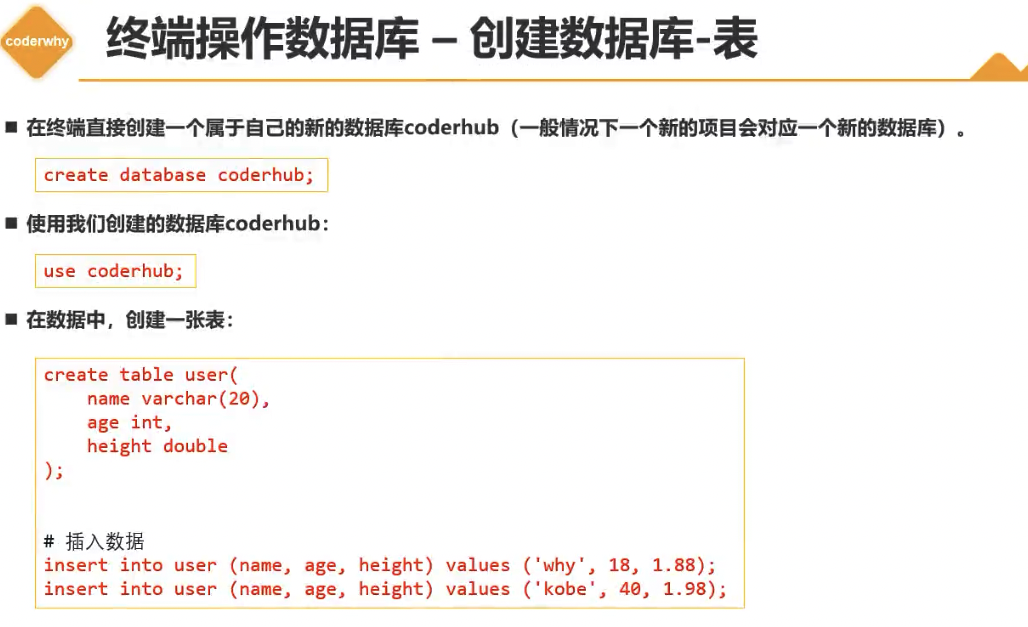 coderwhy
终端操作数据库 – 创建数据库-表
■ 在终端直接创建一个属于自己的新的数据库coderhub（一般情况下一个新的项目会对应一个新的数据库）。
create database coderhub;
■ 使用我们创建的数据库coderhub：
use coderhub;
■ 在数据中，创建一张表：
create table user(
    name varchar(20),
    age int,
    height double
);
# 插入数据
insert into user (name, age, height) values ('why', 18, 1.88);
insert into user (name, age, height) values ('kobe', 40, 1.98);